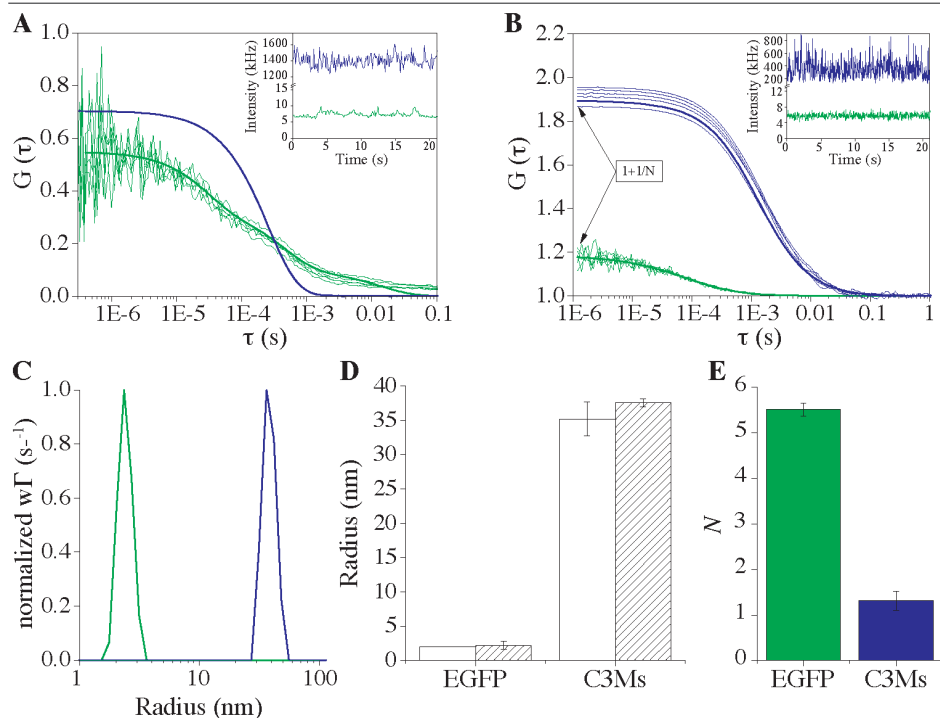 A
1.0
0.8
0.6
0.4
0.2
0.0
G (τ)
1E-6 1E-5 1E-4 1E-3 0.01 0.1
τ (s)
1600
1400
1200
15
10
5
0
Intensity (kHz)
0 5 10 15 20
Time (s)
B
2.2
2.0
1.8
1.6
1.4
1.2
1.0
G (τ)
1E-6 1E-5 1E-4 1E-3 0.01 0.1 1
τ (s)
1+1/N
800
600
400
200
12
8
4
0
Intensity (kHz)
0 5 10 15 20
Time (s)
C
1.0
0.8
0.6
0.4
0.2
0.0
normalized wΓ (s-¹)
1 10 100
Radius (nm)
D
40
35
30
25
20
15
10
5
0
Radius (nm)
EGFP C3Ms
E
6
5
4
3
2
1
0
N
EGFP C3Ms